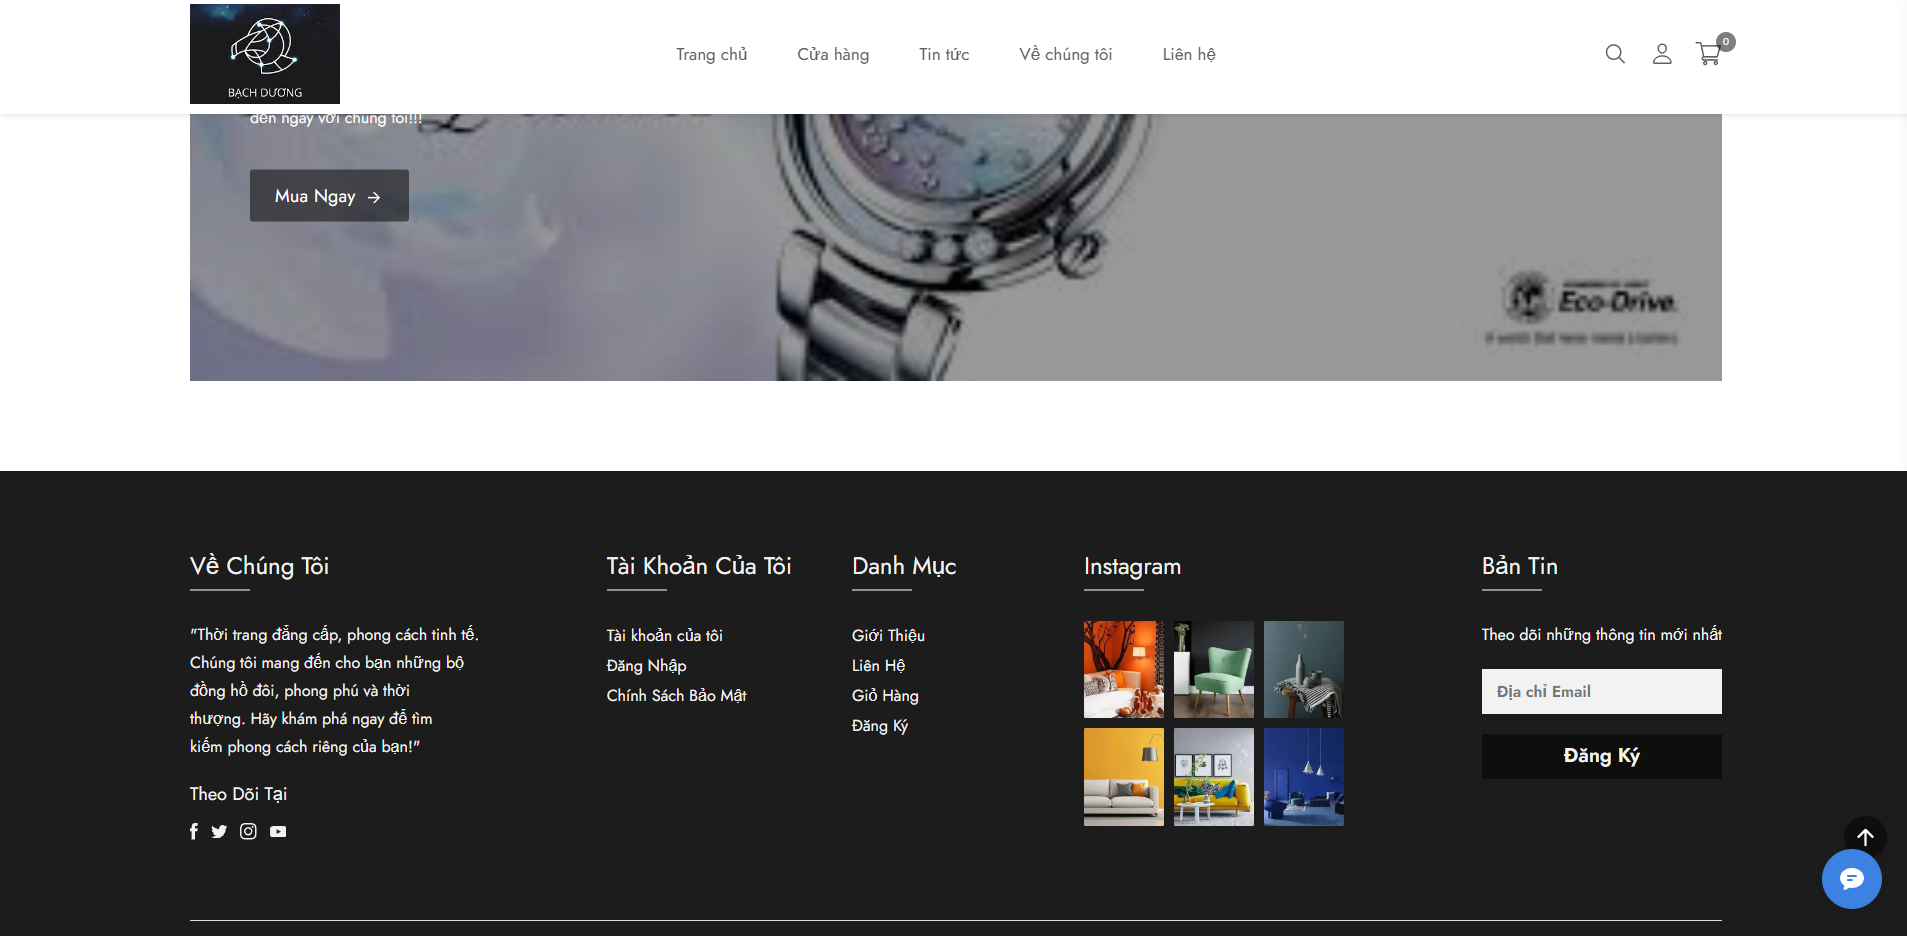 BẠCH DƯƠNG
Trang chủ
Cửa hàng
Tin tức
Về chúng tôi
Liên hệ
0
đến ngay với chúng tôi!!!
Mua Ngay
Eco-Drive
Về Chúng Tôi
"Thời trang đẳng cấp, phong cách tinh tế.
Chúng tôi mang đến cho bạn những bộ
đồng hồ đôi, phong phú và thời
thượng. Hãy khám phá ngay để tìm
kiếm phong cách riêng của bạn!"
Theo Dõi Tại
Tài Khoản Của Tôi
Tài khoản của tôi
Đăng Nhập
Chính Sách Bảo Mật
Danh Mục
Giới Thiệu
Liên Hệ
Giỏ Hàng
Đăng Ký
Instagram
Bản Tin
Theo dõi những thông tin mới nhất
Địa chỉ Email
Đăng Ký